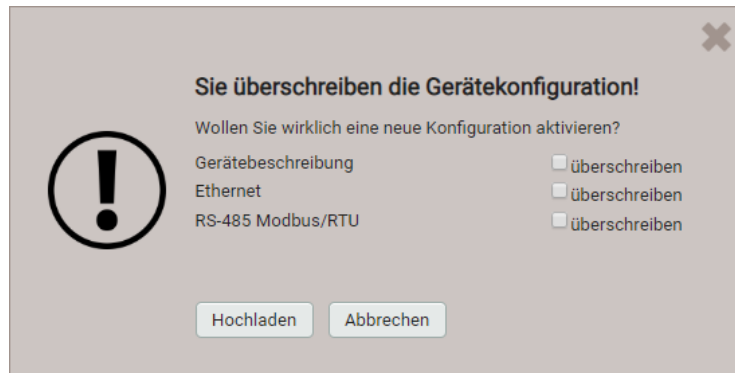 Sie überschreiben die Gerätekonfiguration!
Wollen Sie wirklich eine neue Konfiguration aktivieren?
Gerätebeschreibung überschreiben
Ethernet überschreiben
RS-485 Modbus/RTU überschreiben
Hochladen Abbrechen